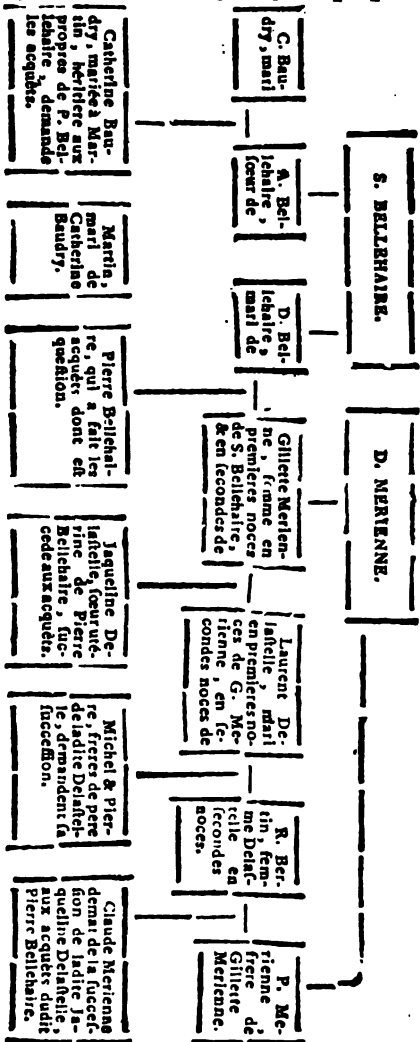 S. BELLEHAIRE.
D. MERIENNE.
C. Bau-
dry, mari
A. Bel-
lehaire,
sœur de
D. Bel-
lehaire,
mari de
Gillette Merien-
ne, femme en
premieres noces
de S. Bellehaire,
& en secondes de
Laurent De-
lastelle, mari
en premieres no-
ces de G. Me-
rienne, en se-
condes noces de
R. Ber-
tin, fem-
me Delas-
telle en
secondes
noces.
P. Me-
rienne,
frere de
Gillette
Merienne.
Catherine Bau-
dry, mariée à Mar-
tin, héritiere aux
propres de P. Bel-
lehaire, demande
les acquêts.
Martin,
mari de
Catherine
Baudry.
Pierre Bellehai-
re, qui a fait les
acquêts dont est
question.
Jaqueline De-
lastelle, sœur uté-
rine de Pierre
Bellehaire, suc-
cede aux acquêts.
Michel & Pier-
re, freres de pere
de ladite Delastel-
le, demandent sa
succession.
Claude Merienne
demat de la succes-
sion de ladite Ja-
queline Delastelle,
aux acquêts dudit
Pierre Bellehaire.